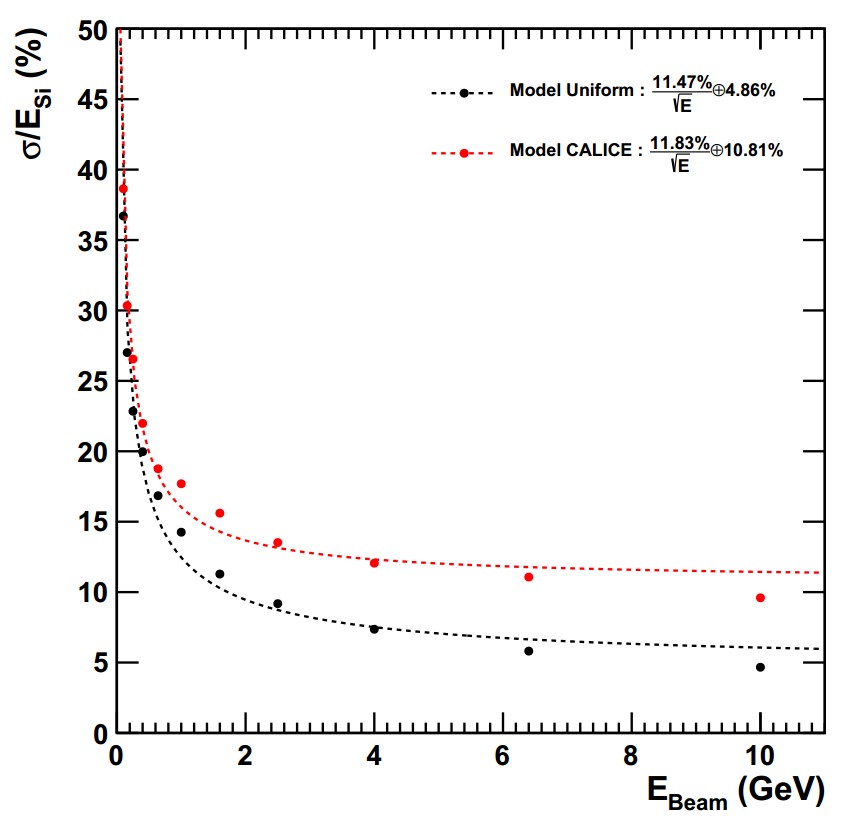 σ/E_Si (%)
50
45
40
35
30
25
20
15
10
5
0
Model Uniform : 11.47%/√E ⊕4.86%
Model CALICE : 11.83%/√E ⊕10.81%
0 2 4 6 8 10
E_Beam (GeV)